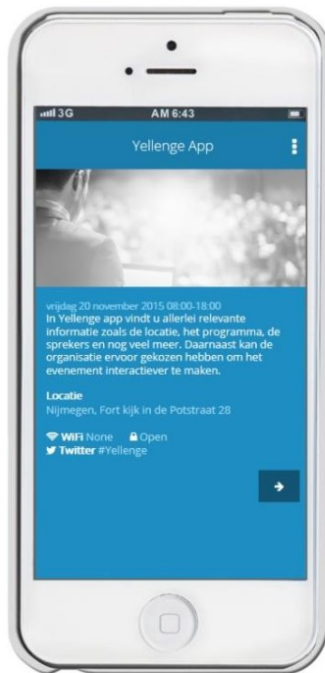 3G AM 6:43
Yellenge App
vrijdag 20 november 2015 08:00-18:00
In Yellenge app vindt u allerlei relevante
informatie zoals de locatie, het programma, de
sprekers en nog veel meer. Daarnaast kan de
organisatie ervoor gekozen hebben om het
evenement interactiever te maken.
Locatie
Nijmegen, Fort kijk in de Potstraat 28
WiFi None Open
Twitter #Yellenge